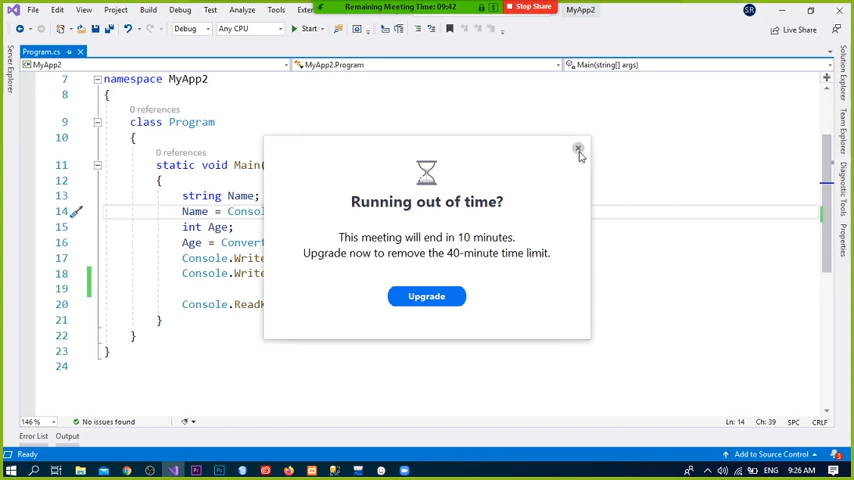 Remaining Meeting Time: 09:42
Stop Share
File Edit View Project Build Debug Test Analyze Tools MyApp2 SR
Debug Any CPU Start Live Share
Program.cs
MyApp2 MyApp2.Program Main(string[] args)
Server Explorer
Solution Explorer
Team Explorer
Diagnostic Tools
Properties
7 namespace MyApp2
8 {
0 references
9 class Program
10 {
0 references
11 static void Main(
12 {
13 string Name;
14 Name = Consol
15 int Age;
16 Age = Convert
17 Console.Write
18 Console.Write
19
20 Console.ReadK
21 }
22 }
23 }
24
Running out of time?
This meeting will end in 10 minutes.
Upgrade now to remove the 40-minute time limit.
Upgrade
146 % No issues found Ln: 14 Ch: 39 SPC CRLF
Error List Output
Ready Add to Source Control 3
ENG 9:26 AM